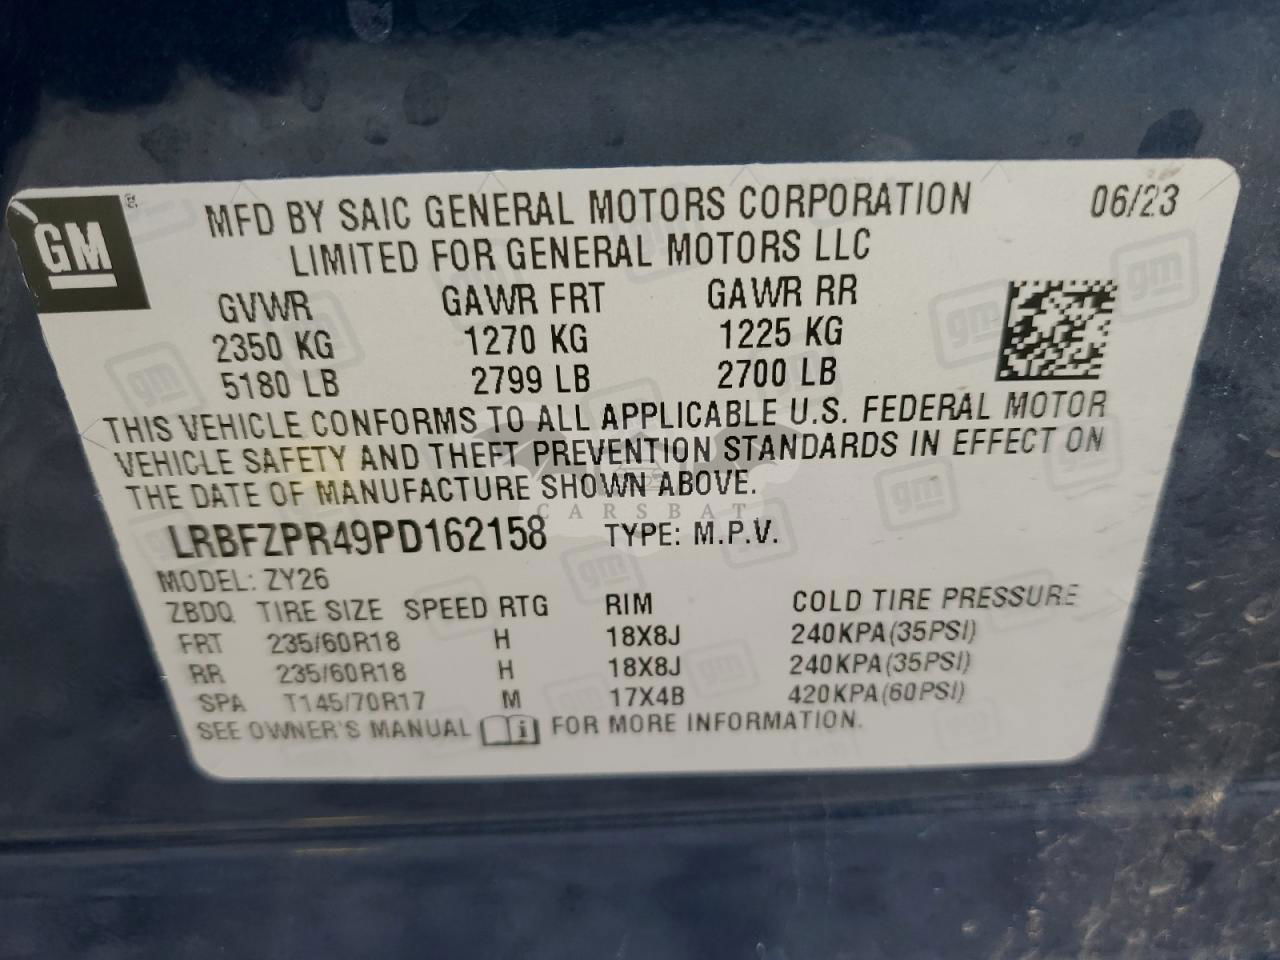 GM
MFD BY SAIC GENERAL MOTORS CORPORATION 06/23
LIMITED FOR GENERAL MOTORS LLC
GVWR GAWR FRT GAWR RR
2350 KG 1270 KG 1225 KG
5180 LB 2799 LB 2700 LB
THIS VEHICLE CONFORMS TO ALL APPLICABLE U.S. FEDERAL MOTOR
VEHICLE SAFETY AND THEFT PREVENTION STANDARDS IN EFFECT ON
THE DATE OF MANUFACTURE SHOWN ABOVE.
CARSBAT
LRBFZPR49PD162158 TYPE: M.P.V.
MODEL: ZY26
ZBDQ TIRE SIZE SPEED RTG RIM COLD TIRE PRESSURE
FRT 235/60R18 H 18X8J 240KPA(35PSI)
RR 235/60R18 H 18X8J 240KPA(35PSI)
SPA T145/70R17 M 17X4B 420KPA(60PSI)
SEE OWNER'S MANUAL i FOR MORE INFORMATION.